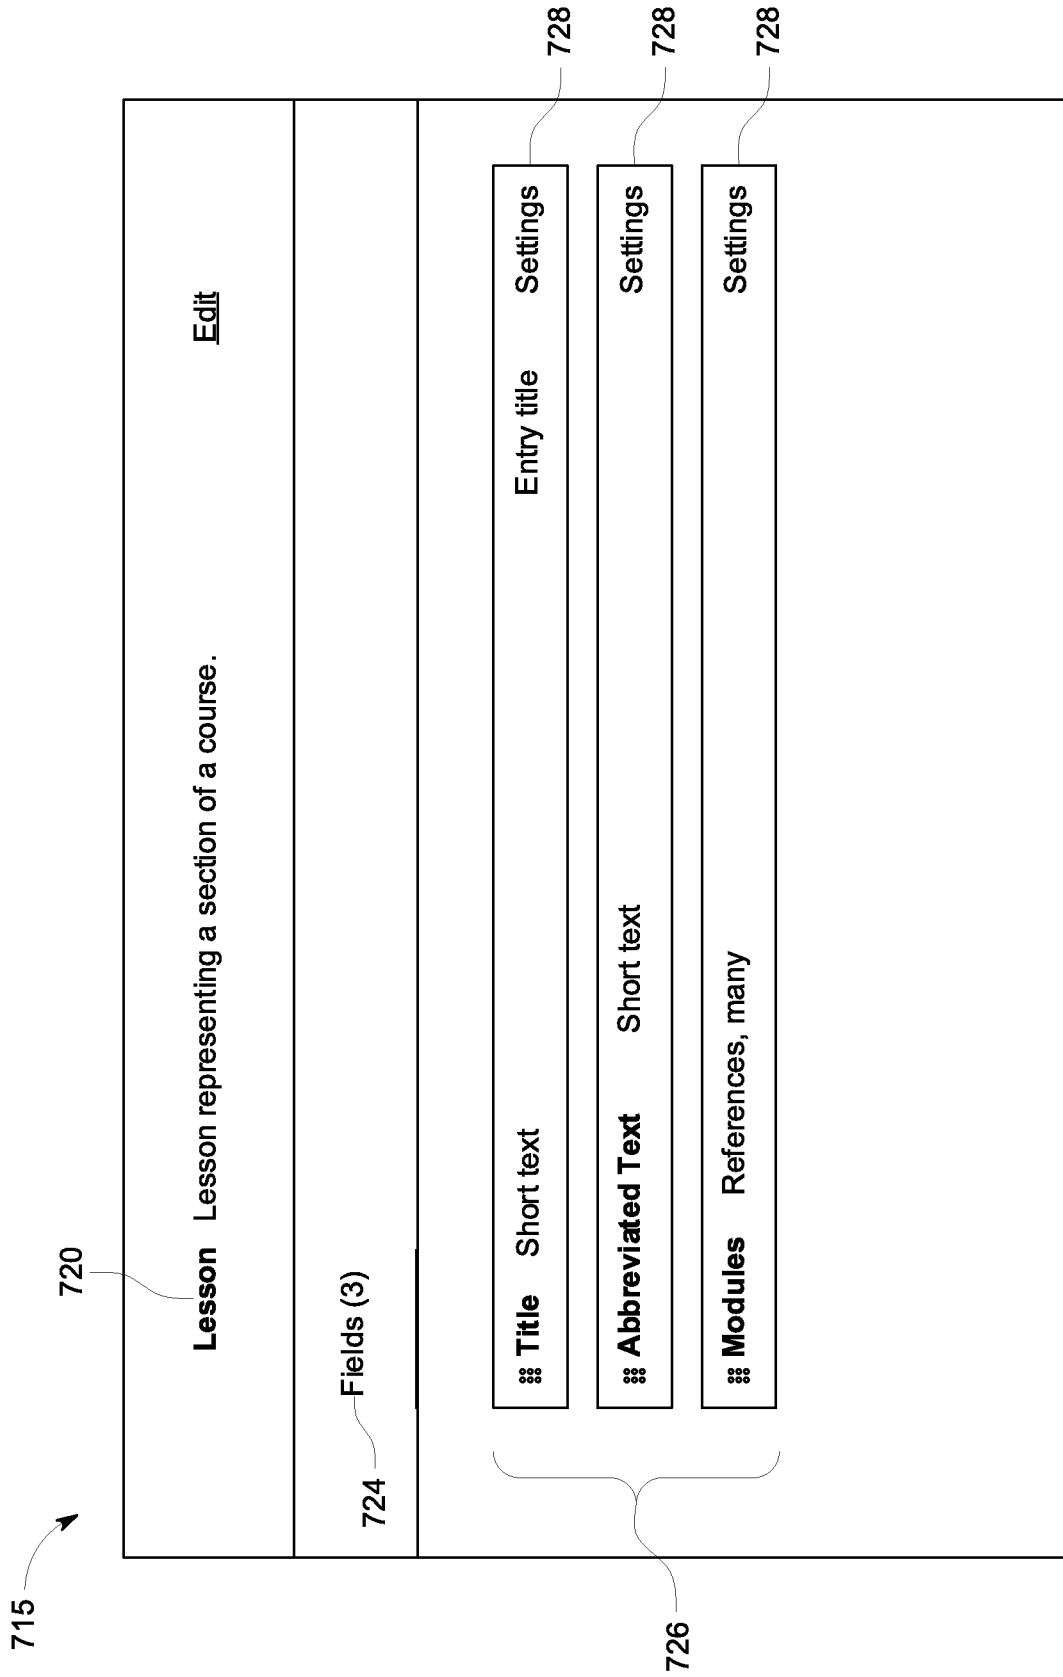 715
720
Lesson Lesson representing a section of a course. Edit
724 Fields (3)
726
Title Short text Entry title Settings 728
Abbreviated Text Short text Settings 728
Modules References, many Settings 728